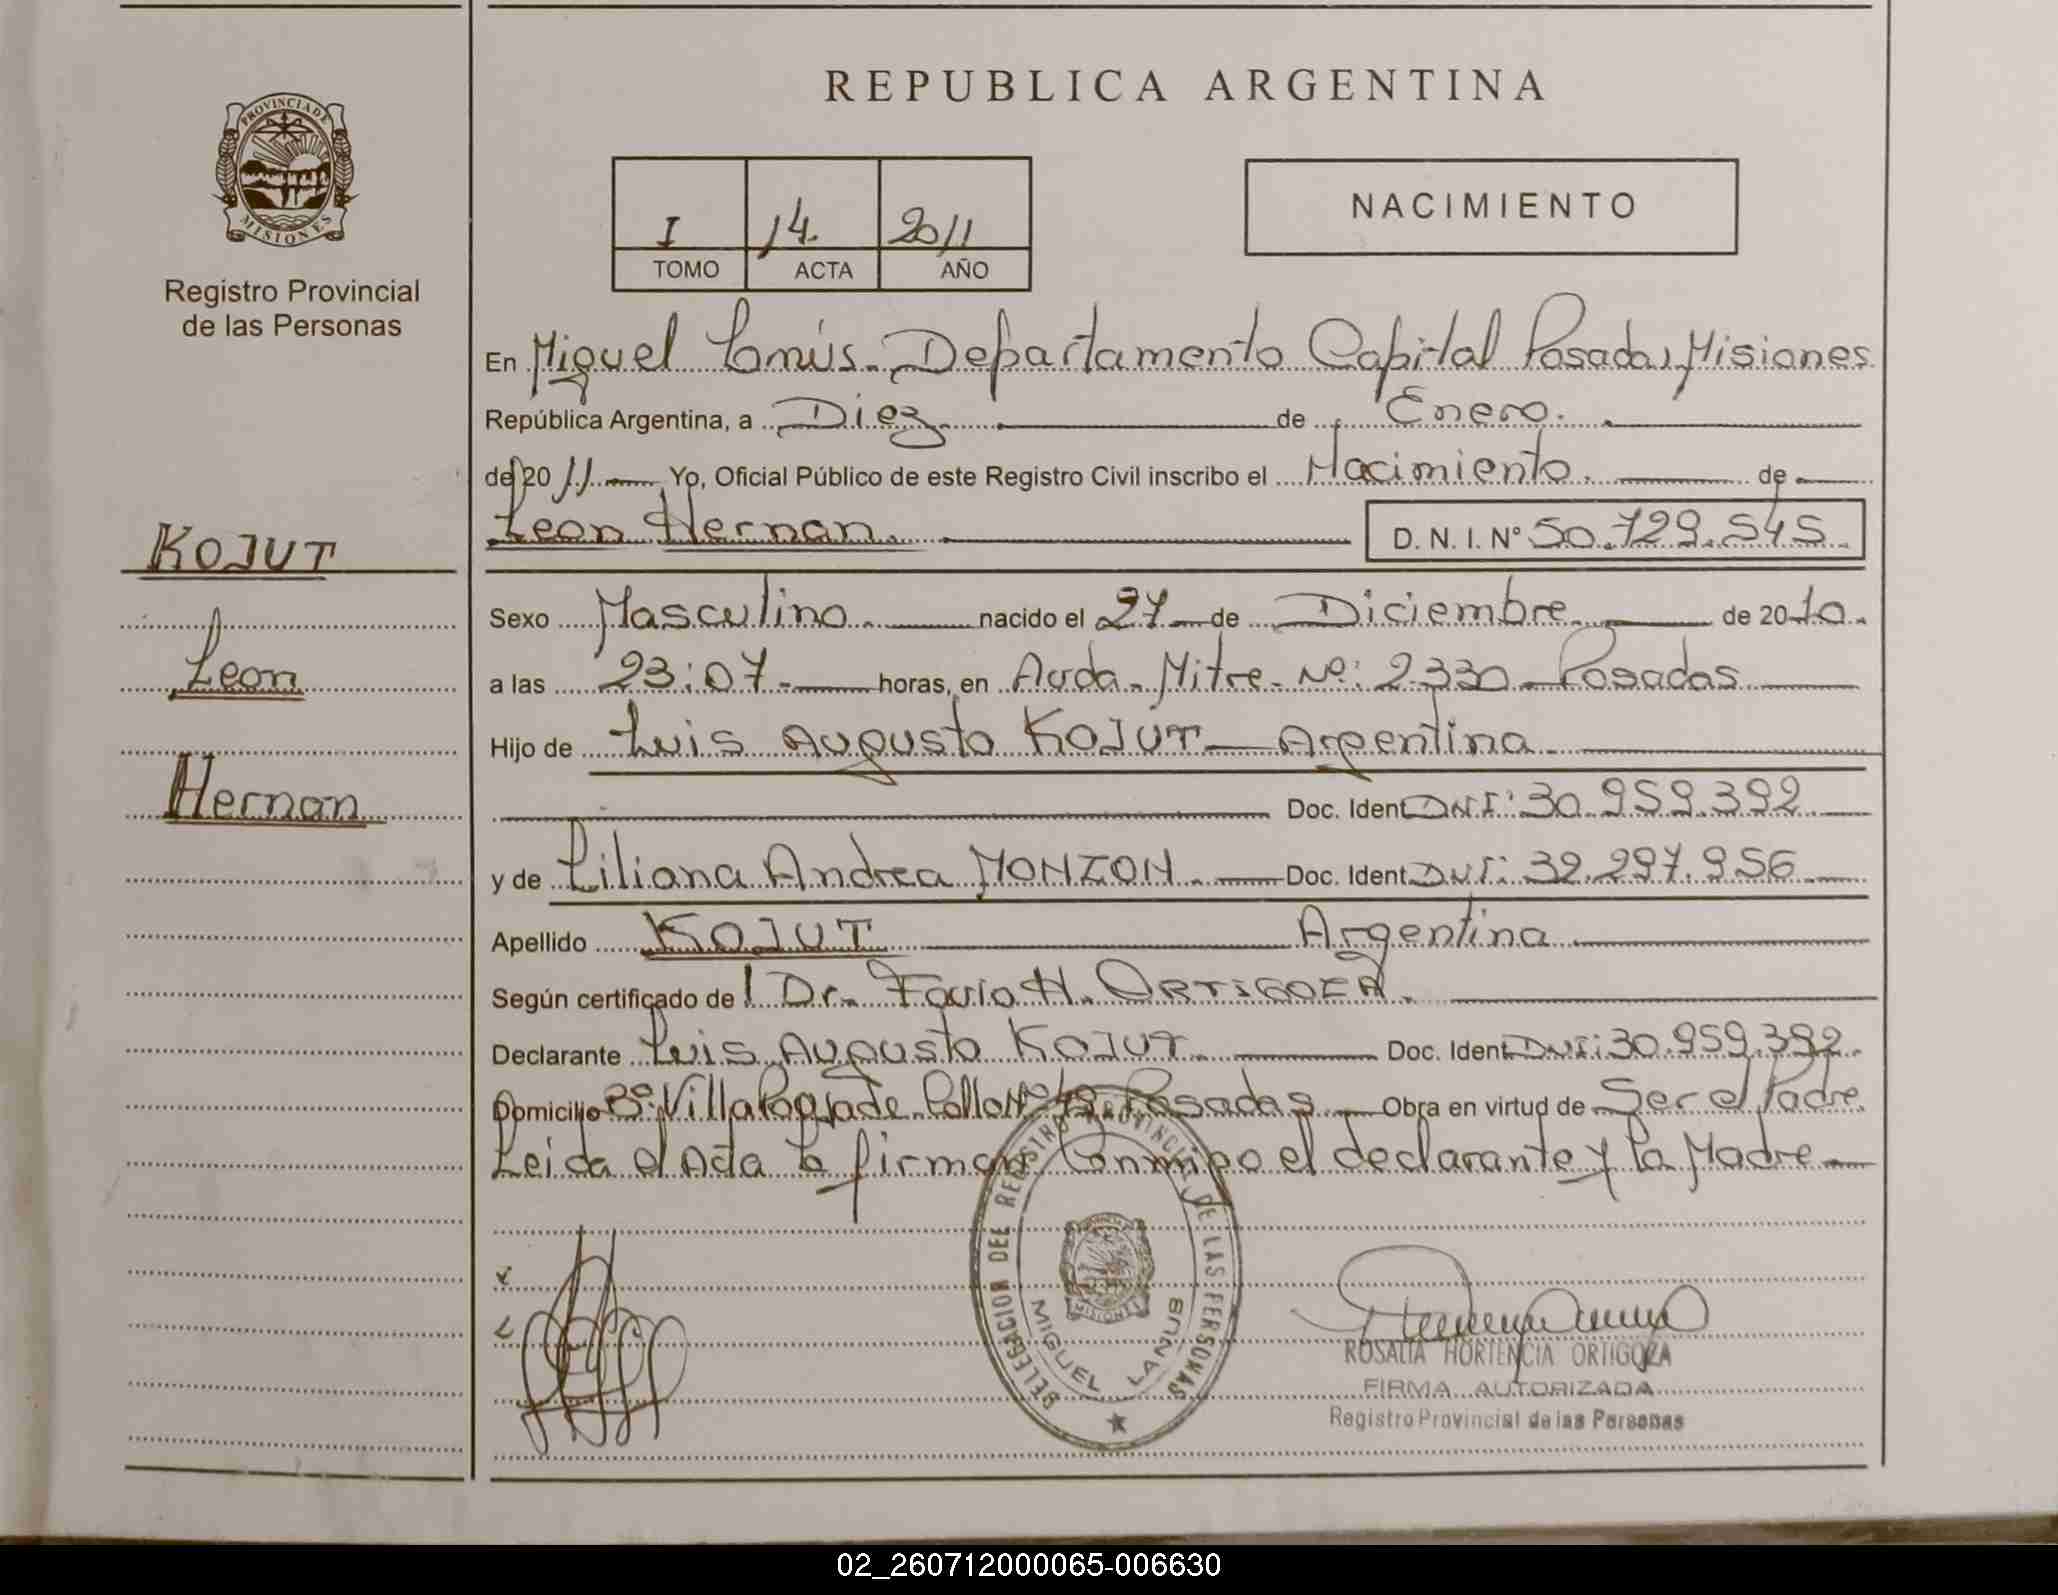 REPUBLICA ARGENTINA
PROVINCIA DE
MISIONES
Registro Provincial
de las Personas
I 14. 2011
TOMO ACTA AÑO
NACIMIENTO
En Miguel Lanús - Departamento Capital Posadas, Misiones
República Argentina, a Diez de Enero.
de 2011. Yo, Oficial Público de este Registro Civil inscribo el Nacimiento. de
Leon Hernan. D. N. I. Nº 50.729.545
KOJUT
Leon
Hernan
Sexo Masculino nacido el 27 de Diciembre de 2010.
a las 23:07 horas, en Avda. Mitre - Nº: 2330 - Posadas
Hijo de Luis Augusto KOJUT - Argentina
Doc. Ident DNI: 30.959.392
y de Liliana Andrea MONZON. Doc. Ident DNI: 32.297.956
Apellido KOJUT Argentina
Según certificado del Dr. Favio H. ORTIGOZA.
Declarante Luis Augusto KOJUT Doc. Ident DNI: 30.959.392
Domicilio Bº Villa Posadas Obra en virtud de Ser el Padre
Leida el Acta la firman Conmigo el declarante y la Madre
DELEGACION DEL REGISTRO PROVINCIAL DE LAS PERSONAS
MISIONES
MIGUEL LANUS
ROSALIA HORTENCIA ORTIGOZA
FIRMA AUTORIZADA
Registro Provincial de las Personas
02_260712000065-006630